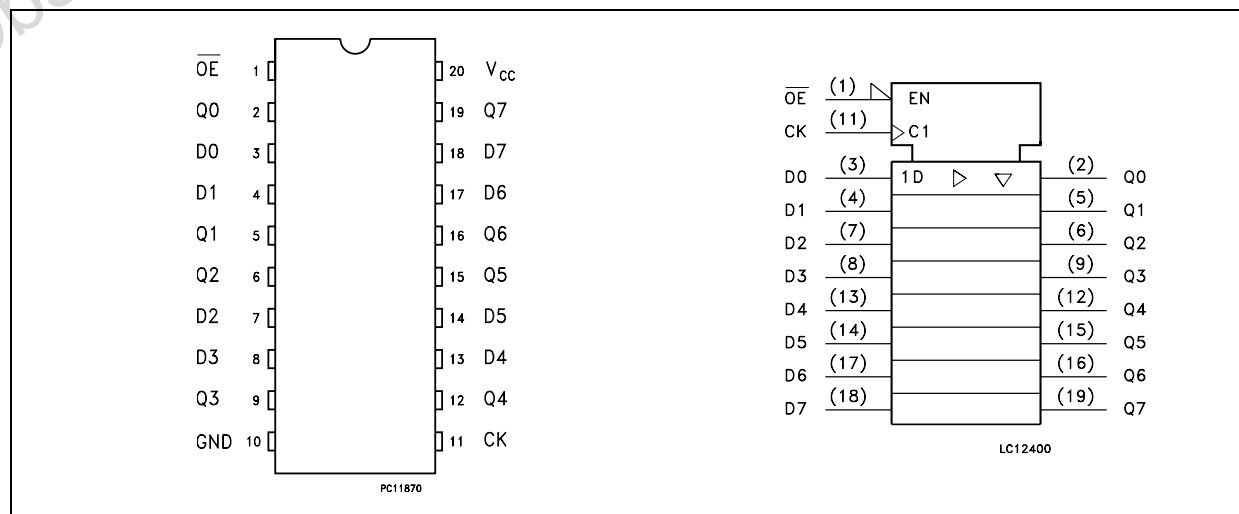 OE 1 20 VCC
Q0 2 19 Q7
D0 3 18 D7
D1 4 17 D6
Q1 5 16 Q6
Q2 6 15 Q5
D2 7 14 D5
D3 8 13 D4
Q3 9 12 Q4
GND 10 11 CK
PC11870
OE (1) EN
CK (11) C1
D0 (3) 1D (2) Q0
D1 (4) (5) Q1
D2 (7) (6) Q2
D3 (8) (9) Q3
D4 (13) (12) Q4
D5 (14) (15) Q5
D6 (17) (16) Q6
D7 (18) (19) Q7
LC12400